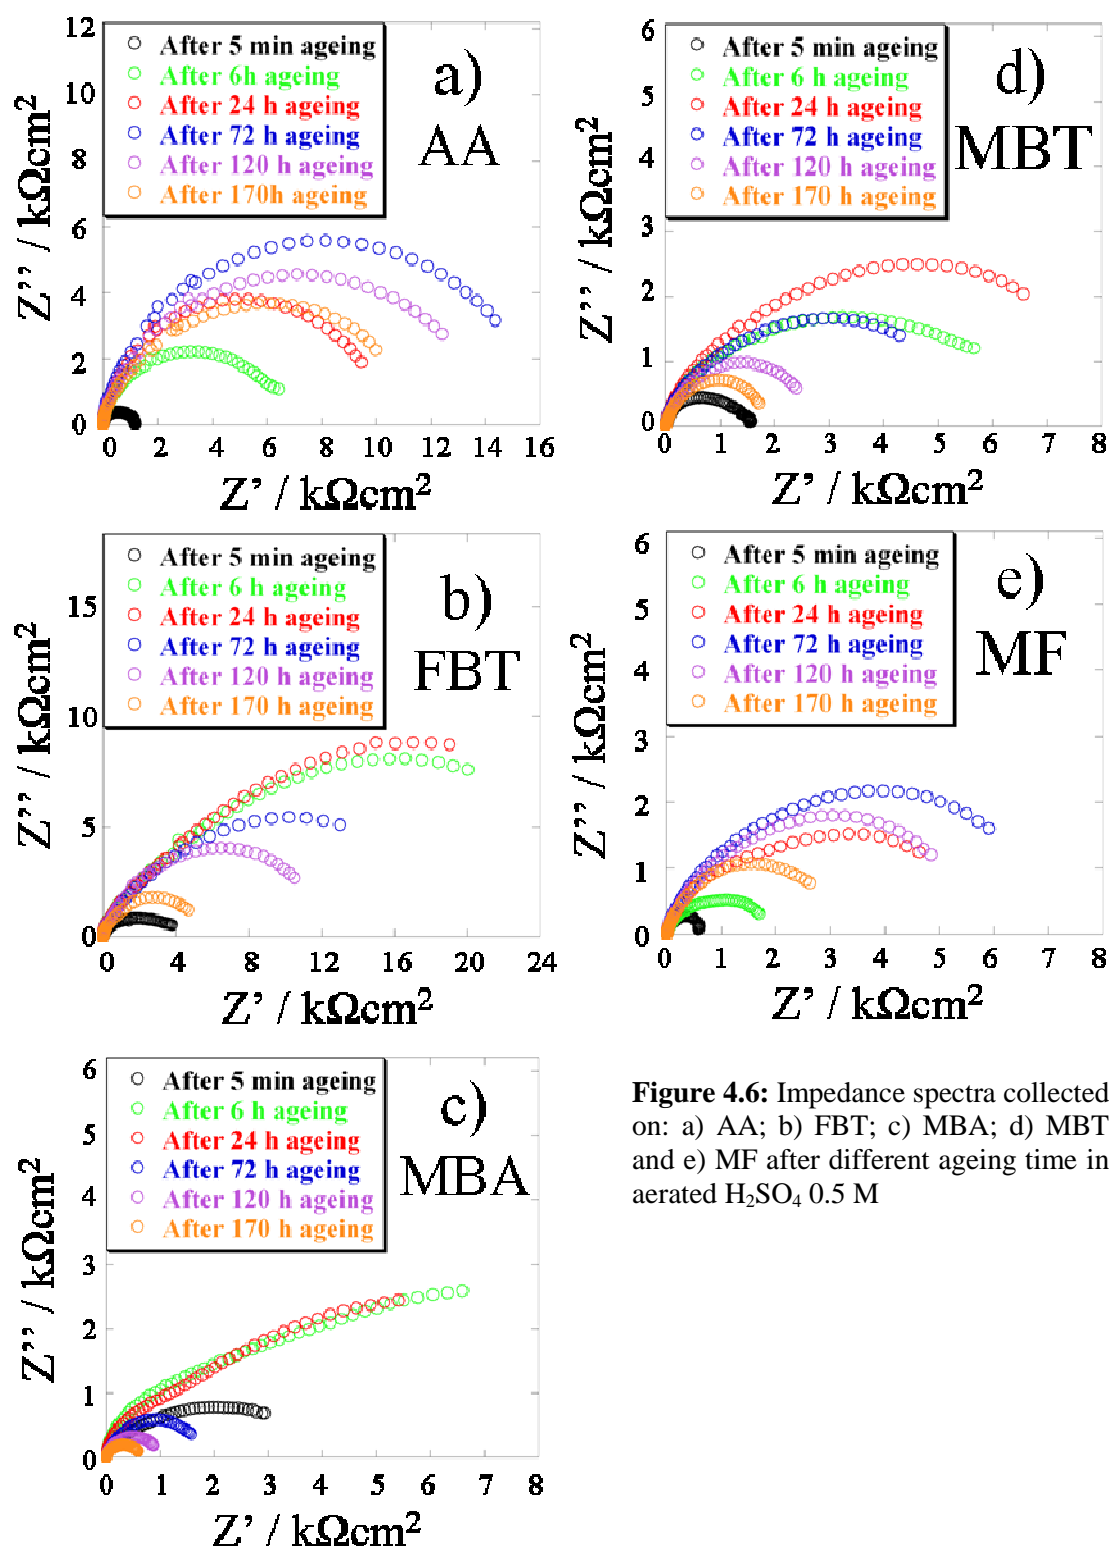 12
10
8
6
4
2
0
After 5 min ageing
After 6h ageing
After 24 h ageing
After 72 h ageing
After 120 h ageing
After 170h ageing
a)
AA
Z'' / kΩcm²
0 2 4 6 8 10 12 14 16
Z' / kΩcm²
6
5
4
3
2
1
0
After 5 min ageing
After 6 h ageing
After 24 h ageing
After 72 h ageing
After 120 h ageing
After 170 h ageing
d)
MBT
Z'' / kΩcm²
0 1 2 3 4 5 6 7 8
Z' / kΩcm²
15
10
5
0
After 5 min ageing
After 6 h ageing
After 24 h ageing
After 72 h ageing
After 120 h ageing
After 170 h ageing
b)
FBT
Z'' / kΩcm²
0 4 8 12 16 20 24
Z' / kΩcm²
6
5
4
3
2
1
0
After 5 min ageing
After 6 h ageing
After 24 h ageing
After 72 h ageing
After 120 h ageing
After 170 h ageing
e)
MF
Z'' / kΩcm²
0 1 2 3 4 5 6 7 8
Z' / kΩcm²
6
5
4
3
2
1
0
After 5 min ageing
After 6 h ageing
After 24 h ageing
After 72 h ageing
After 120 h ageing
After 170 h ageing
c)
MBA
Z'' / kΩcm²
0 1 2 3 4 5 6 7 8
Z' / kΩcm²
Figure 4.6: Impedance spectra collected
on: a) AA; b) FBT; c) MBA; d) MBT
and e) MF after different ageing time in
aerated H₂SO₄ 0.5 M